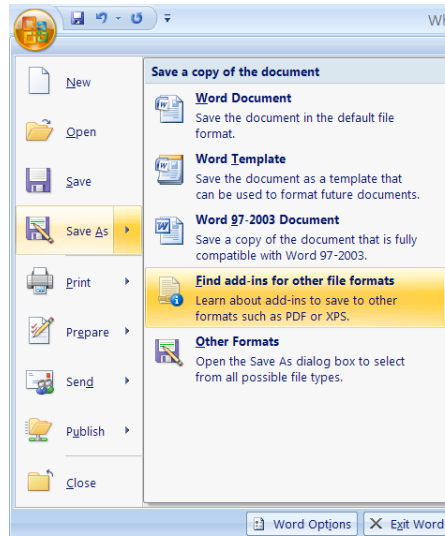 Wh
New
Open
Save
Save As
Print
Prepare
Send
Publish
Close
Save a copy of the document
Word Document
Save the document in the default file
format.
Word Template
Save the document as a template that
can be used to format future documents.
Word 97-2003 Document
Save a copy of the document that is fully
compatible with Word 97-2003.
Find add-ins for other file formats
Learn about add-ins to save to other
formats such as PDF or XPS.
Other Formats
Open the Save As dialog box to select
from all possible file types.
Word Options
Exit Word